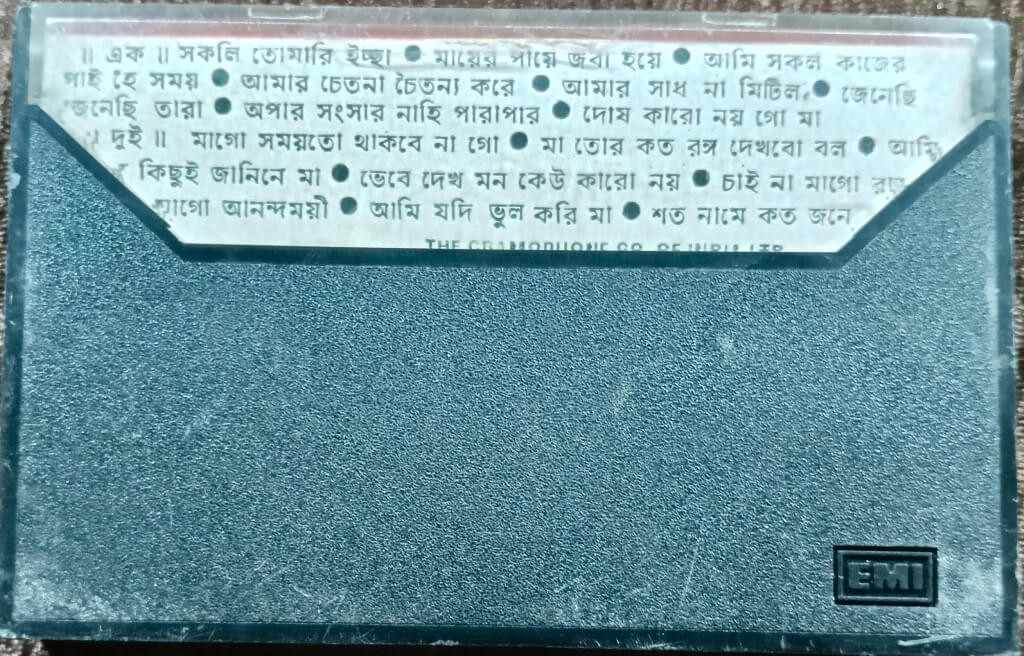 ॥ এক ॥ সকলি তোমারি ইচ্ছা ● মায়ের পায়ে জবা হয়ে ● আমি সকল কাজের
পাই হে সময় ● আমার চেতনা চৈতন্য করে ● আমার সাধ না মিটিল ● জেনেছি
জেনেছি তারা ● অপার সংসার নাহি পারাপার ● দোষ কারো নয় গো মা
॥ দুই ॥ মাগো সময়তো থাকবে না গো ● মা তোর কত রঙ্গ দেখবো বল ● আমি
কিছুই জানিনে মা ● ভেবে দেখ মন কেউ কারো নয় ● চাই না মাগো
মাগো আনন্দময়ী ● আমি যদি ভুল করি মা ● শত নামে কত জনে
THE GRAMOPHONE CO. OF INDIA LTD
EMI